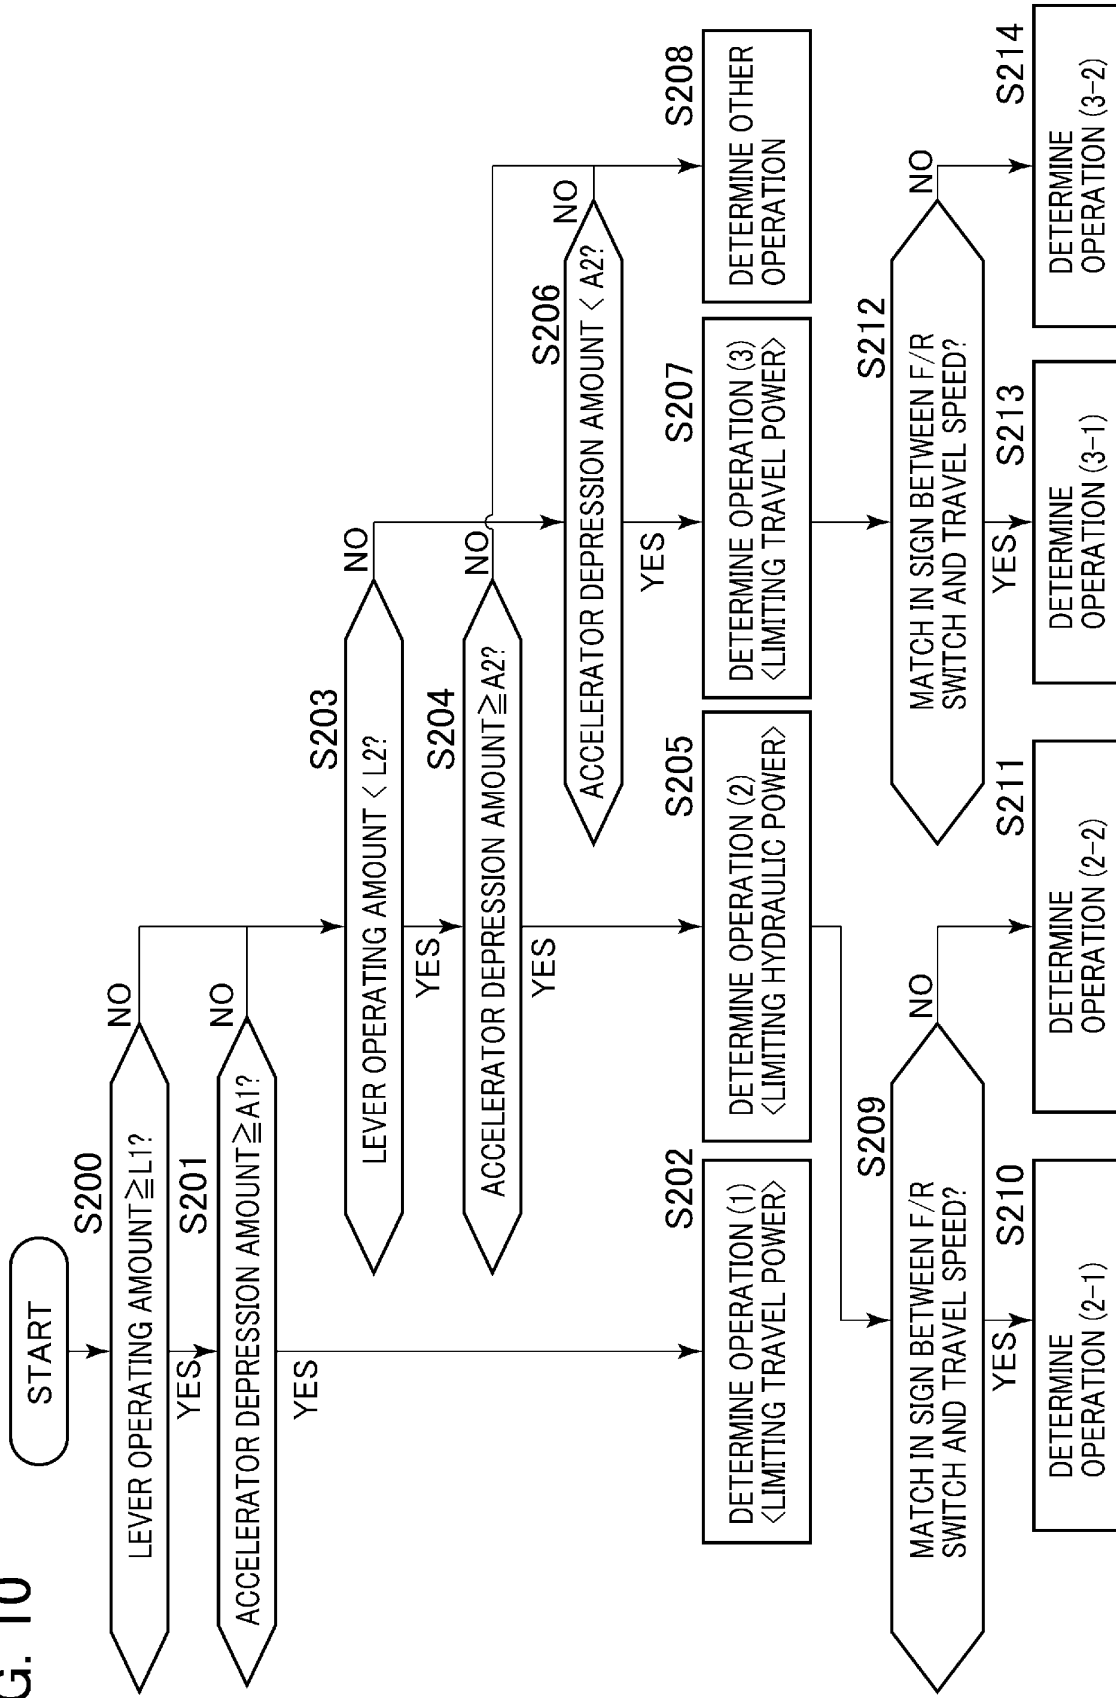 G. 10
START
S200
LEVER OPERATING AMOUNT≧L1?
NO
YES
S201
ACCELERATOR DEPRESSION AMOUNT≧A1?
NO
YES
S203
LEVER OPERATING AMOUNT < L2?
NO
YES
S204
ACCELERATOR DEPRESSION AMOUNT≧A2?
NO
YES
S206
ACCELERATOR DEPRESSION AMOUNT < A2?
NO
YES
S202
DETERMINE OPERATION (1)
<LIMITING TRAVEL POWER>
S205
DETERMINE OPERATION (2)
<LIMITING HYDRAULIC POWER>
S207
DETERMINE OPERATION (3)
<LIMITING TRAVEL POWER>
S208
DETERMINE OTHER
OPERATION
S209
MATCH IN SIGN BETWEEN F/R
SWITCH AND TRAVEL SPEED?
NO
YES
S212
MATCH IN SIGN BETWEEN F/R
SWITCH AND TRAVEL SPEED?
NO
YES
S210
DETERMINE
OPERATION (2-1)
S211
DETERMINE
OPERATION (2-2)
S213
DETERMINE
OPERATION (3-1)
S214
DETERMINE
OPERATION (3-2)